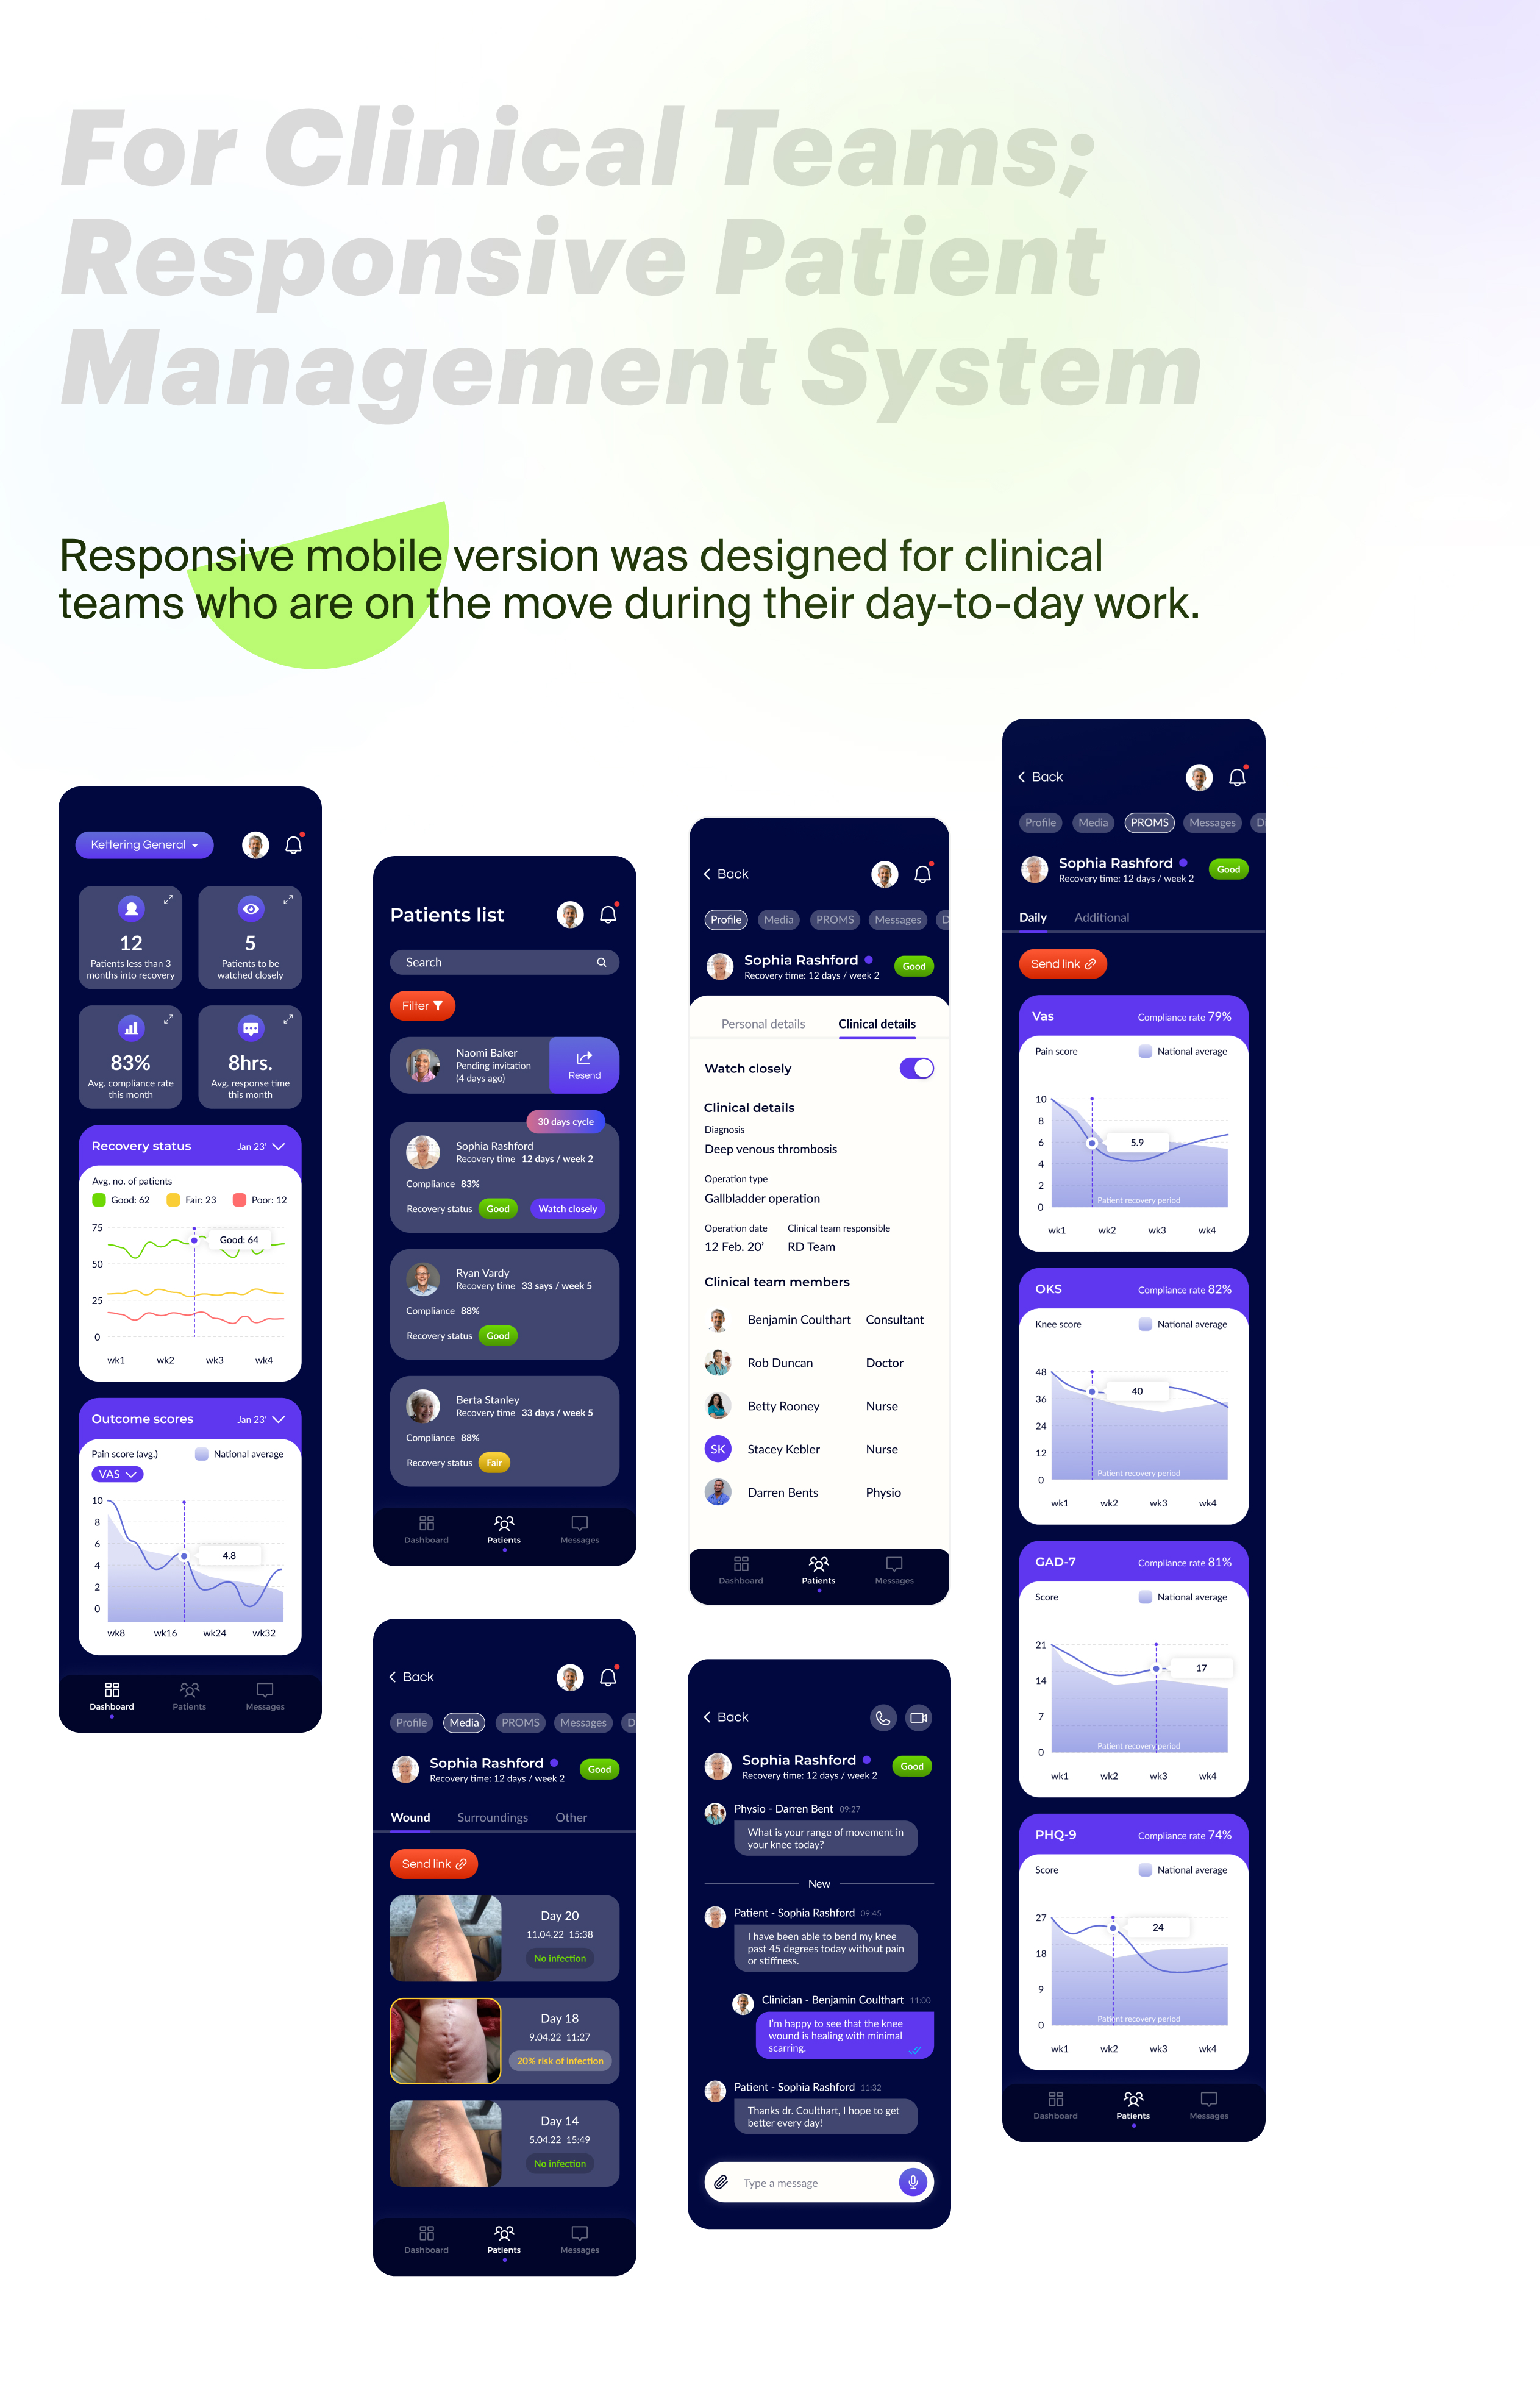 For Clinical Teams;
Responsive Patient
Management System
Responsive mobile version was designed for clinical
teams who are on the move during their day-to-day work.
Kettering General
12
Patients less than 3
months into recovery
5
Patients to be
watched closely
83%
Avg. compliance rate
this month
8hrs.
Avg. response time
this month
Recovery status
Jan 23'
Avg. no. of patients
Good: 62
Fair: 23
Poor: 12
75
Good: 64
50
25
0
wk1 wk2 wk3 wk4
Outcome scores
Jan 23'
Pain score (avg.)
National average
VAS
10
8
6
4.8
4
2
0
wk8 wk16 wk24 wk32
Dashboard Patients Messages
Patients list
Search
Filter
Naomi Baker
Pending invitation
(4 days ago)
Resend
30 days cycle
Sophia Rashford
Recovery time 12 days / week 2
Compliance 83%
Recovery status Good Watch closely
Ryan Vardy
Recovery time 33 says / week 5
Compliance 88%
Recovery status Good
Berta Stanley
Recovery time 33 days / week 5
Compliance 88%
Recovery status Fair
Dashboard Patients Messages
Back
Profile Media PROMS Messages D
Sophia Rashford
Recovery time: 12 days / week 2
Good
Personal details Clinical details
Watch closely
Clinical details
Diagnosis
Deep venous thrombosis
Operation type
Gallbladder operation
Operation date Clinical team responsible
12 Feb. 20' RD Team
Clinical team members
Benjamin Coulthart Consultant
Rob Duncan Doctor
Betty Rooney Nurse
SK Stacey Kebler Nurse
Darren Bents Physio
Dashboard Patients Messages
Back
Profile Media PROMS Messages D
Sophia Rashford
Recovery time: 12 days / week 2
Good
Daily Additional
Send link
Vas Compliance rate 79%
Pain score National average
10
8
6
5.9
4
2
0
Patient recovery period
wk1 wk2 wk3 wk4
OKS Compliance rate 82%
Knee score National average
48
40
36
24
12
0
Patient recovery period
wk1 wk2 wk3 wk4
GAD-7 Compliance rate 81%
Score National average
21
17
14
7
0
Patient recovery period
wk1 wk2 wk3 wk4
PHQ-9 Compliance rate 74%
Score National average
27
24
18
9
0
Patient recovery period
wk1 wk2 wk3 wk4
Dashboard Patients Messages
Back
Profile Media PROMS Messages D
Sophia Rashford
Recovery time: 12 days / week 2
Good
Wound Surroundings Other
Send link
Day 20
11.04.22 15:38
No infection
Day 18
9.04.22 11:27
20% risk of infection
Day 14
5.04.22 15:49
No infection
Dashboard Patients Messages
Back
Sophia Rashford
Recovery time: 12 days / week 2
Good
Physio - Darren Bent 09:27
What is your range of movement in
your knee today?
New
Patient - Sophia Rashford 09:45
I have been able to bend my knee
past 45 degrees today without pain
or stiffness.
Clinician - Benjamin Coulthart 11:00
I'm happy to see that the knee
wound is healing with minimal
scarring.
Patient - Sophia Rashford 11:32
Thanks dr. Coulthart, I hope to get
better every day!
Type a message